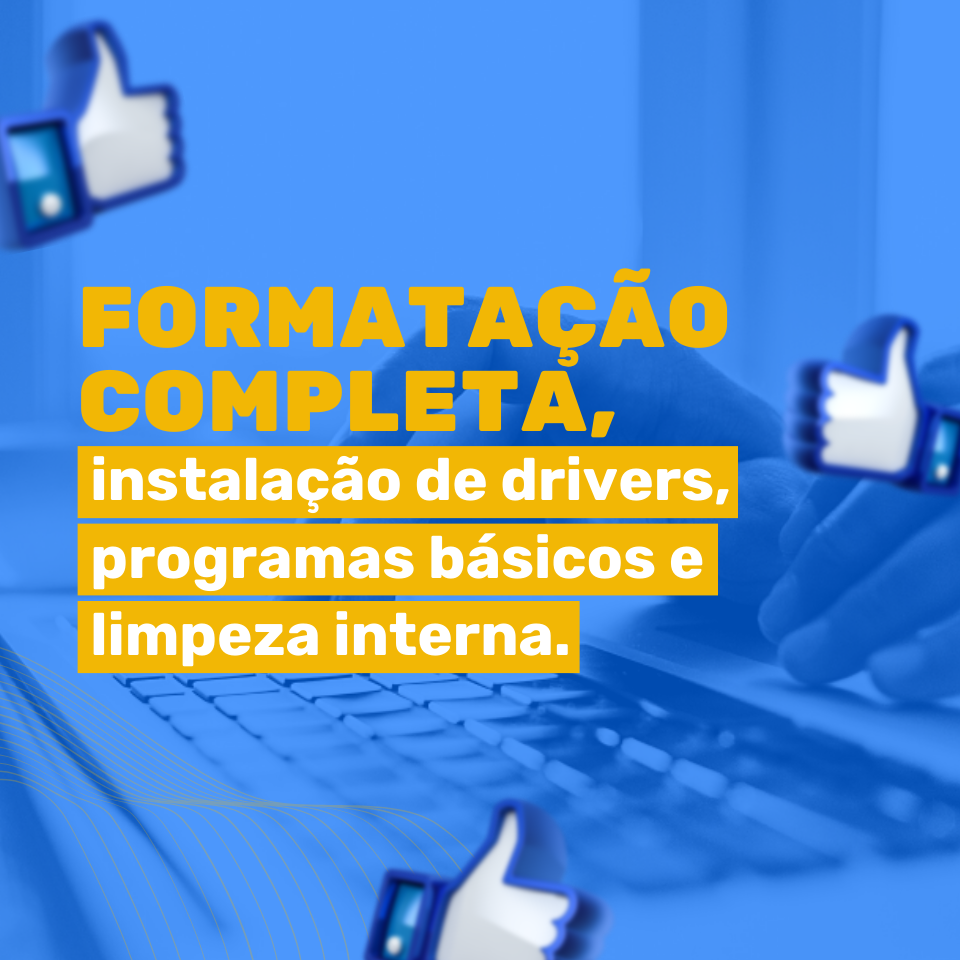 FORMATAÇÃO
COMPLETA,
instalação de drivers,
programas básicos e
limpeza interna.